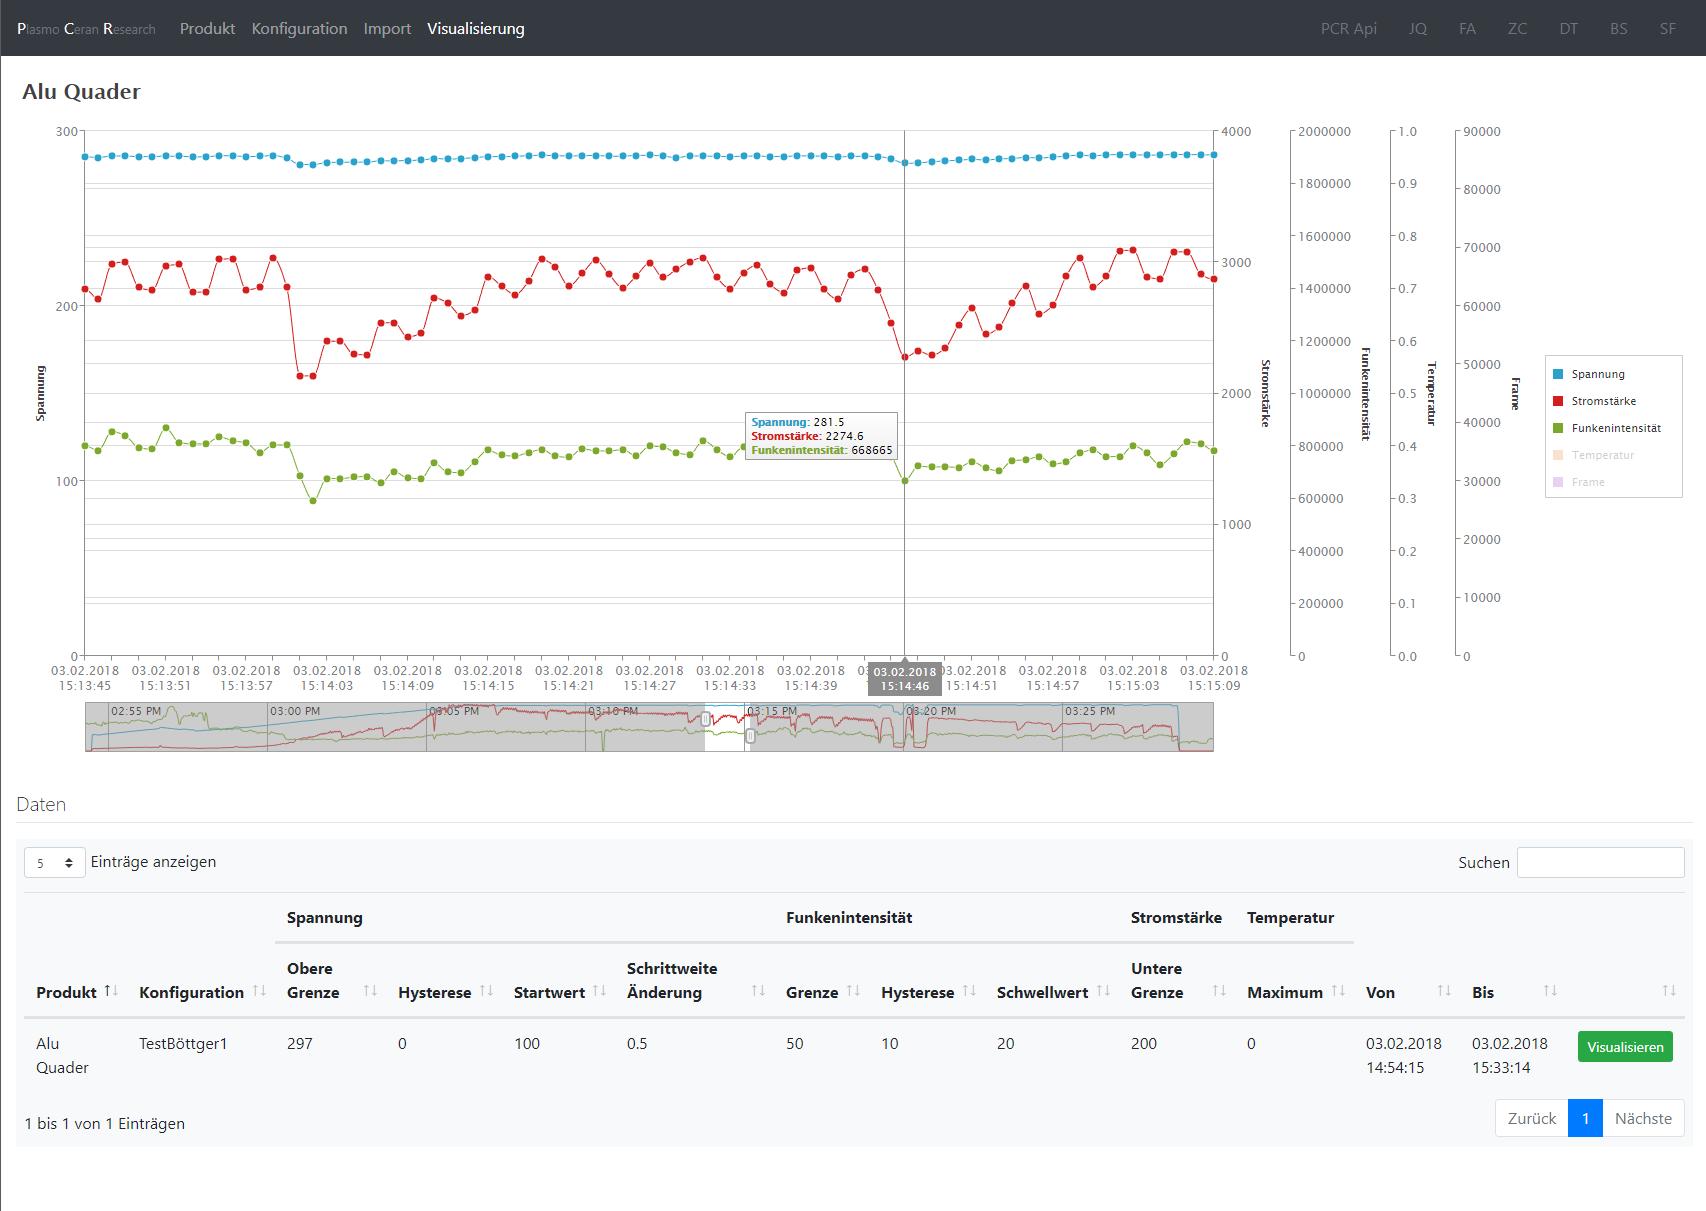 Plasmo Ceran Research Produkt Konfiguration Import Visualisierung PCR Api JQ FA ZC DT BS SF
Alu Quader
300
200
100
0
Spannung
4000
3000
2000
1000
0
Stromstärke
2000000
1800000
1600000
1400000
1200000
1000000
800000
600000
400000
200000
0
Funkenintensität
1.0
0.9
0.8
0.7
0.6
0.5
0.4
0.3
0.2
0.1
0.0
Temperatur
90000
80000
70000
60000
50000
40000
30000
20000
10000
0
Frame
Spannung
Stromstärke
Funkenintensität
Temperatur
Frame
Spannung: 281.5
Stromstärke: 2274.6
Funkenintensität: 668665
03.02.2018 03.02.2018 03.02.2018 03.02.2018 03.02.2018 03.02.2018 03.02.2018 03.02.2018 03.02.2018 03.02.2018 03.02.2018 03.02.2018 03.02.2018 03.02.2018 03.02.2018
15:13:45 15:13:51 15:13:57 15:14:03 15:14:09 15:14:15 15:14:21 15:14:27 15:14:33 15:14:39 15:14:46 15:14:51 15:14:57 15:15:03 15:15:09
02:55 PM 03:00 PM 03:05 PM 03:10 PM 03:15 PM 03:20 PM 03:25 PM
Daten
5 Einträge anzeigen Suchen
Spannung Funkenintensität Stromstärke Temperatur
Produkt Konfiguration Obere Grenze Hysterese Startwert Schrittweite Änderung Grenze Hysterese Schwellwert Untere Grenze Maximum Von Bis
Alu Quader TestBöttger1 297 0 100 0.5 50 10 20 200 0 03.02.2018 14:54:15 03.02.2018 15:33:14 Visualisieren
1 bis 1 von 1 Einträgen Zurück 1 Nächste